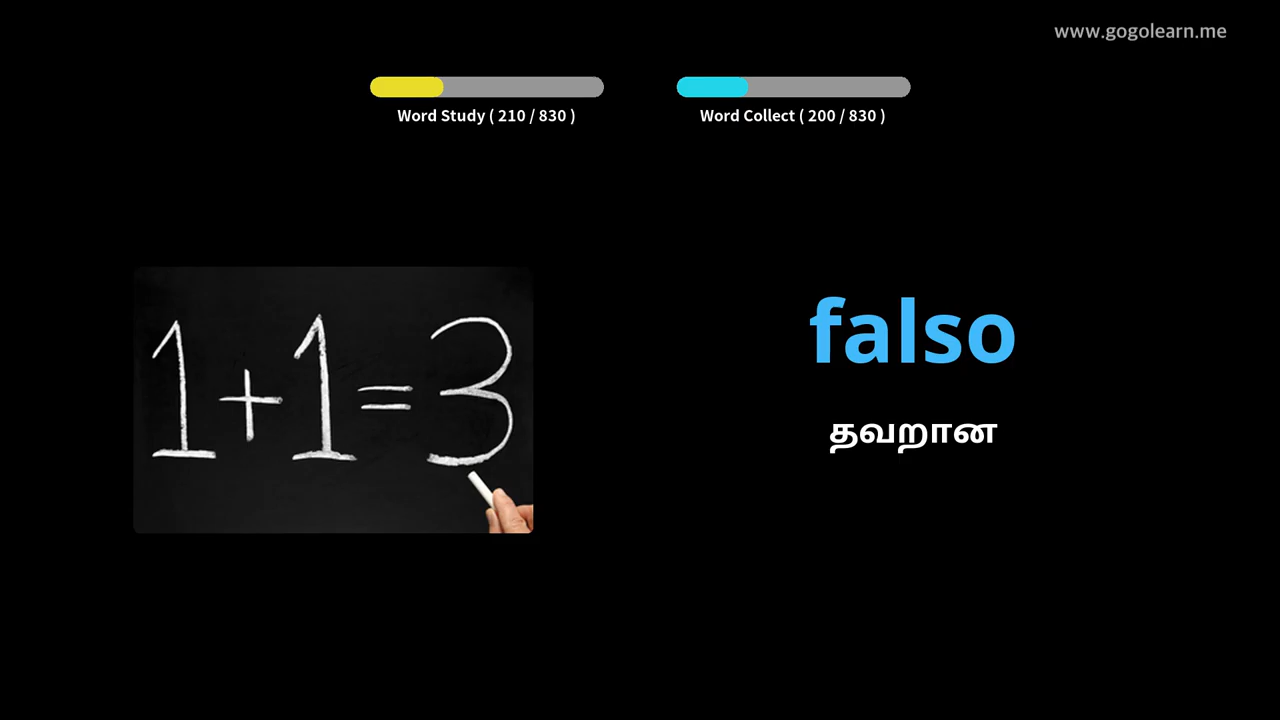 www.gogolearn.me
Word Study ( 210 / 830 )
Word Collect ( 200 / 830 )
1+1=3
falso
தவறான